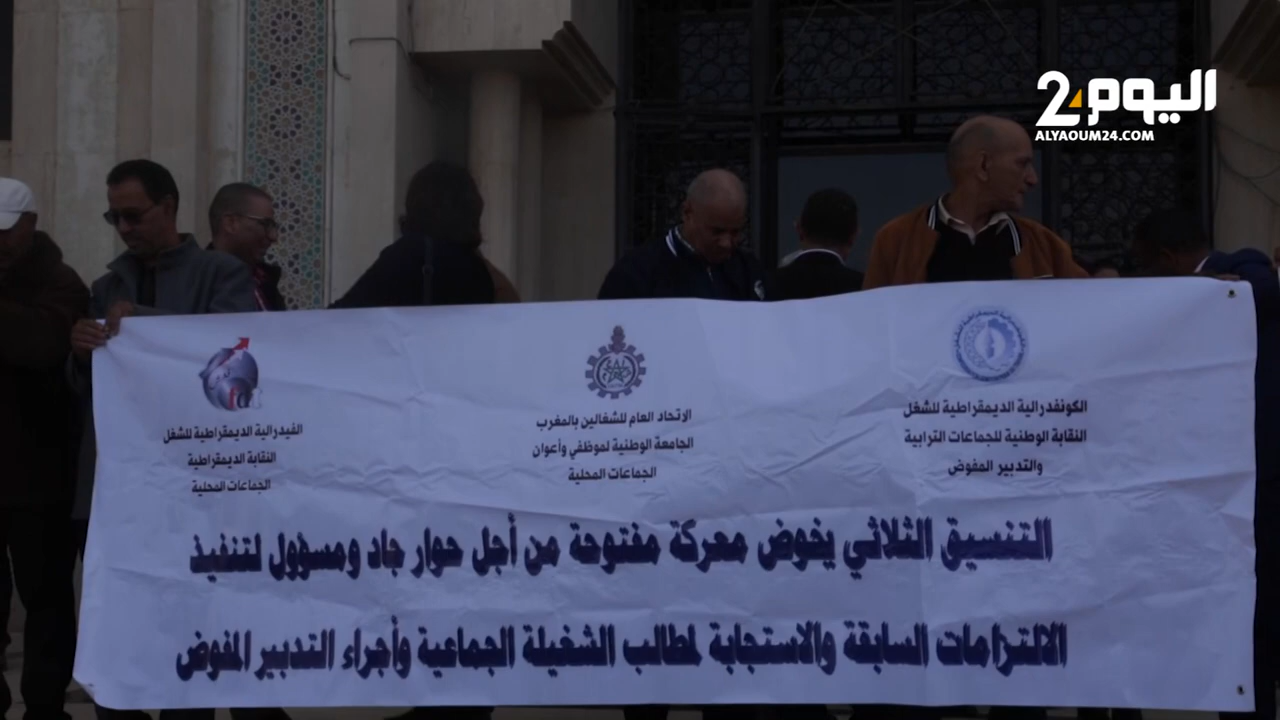 اليوم24
ALYAOUM24.COM
الكونفدرالية الديمقراطية للشغل
النقابة الوطنية للجماعات الترابية
والتدبير المفوض
الاتحاد العام للشغالين بالمغرب
الجامعة الوطنية لموظفي وأعوان
الجماعات المحلية
الفيدرالية الديمقراطية للشغل
النقابة الديمقراطية
الجماعات المحلية
التنسيق الثلاثي يخوض معركة مفتوحة من أجل حوار جاد ومسؤول لتنفيذ
الالتزامات السابقة والاستجابة لمطالب الشغيلة الجماعية وأجراء التدبير المفوض